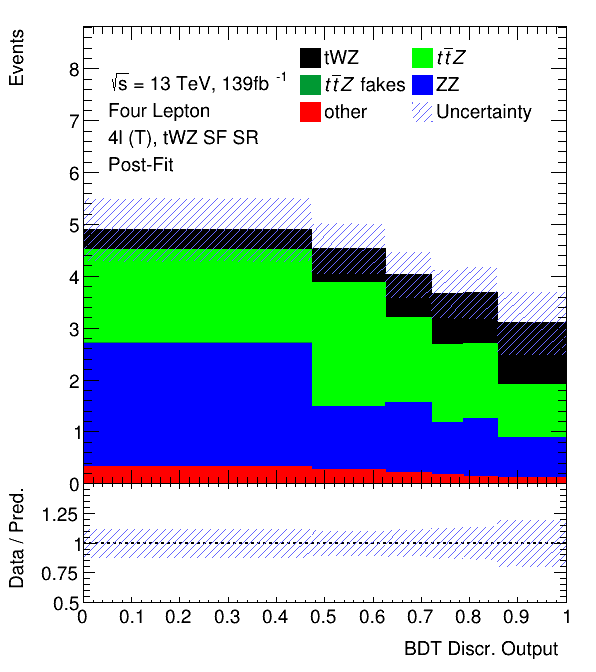 Events
√s = 13 TeV, 139fb⁻¹
Four Lepton
4l (T), tWZ SF SR
Post-Fit
tWZ
tt̅Z
tt̅Z fakes
ZZ
other
Uncertainty
8
7
6
5
4
3
2
1
0
Data / Pred.
1.25
1
0.75
0.5
0 0.1 0.2 0.3 0.4 0.5 0.6 0.7 0.8 0.9 1
BDT Discr. Output